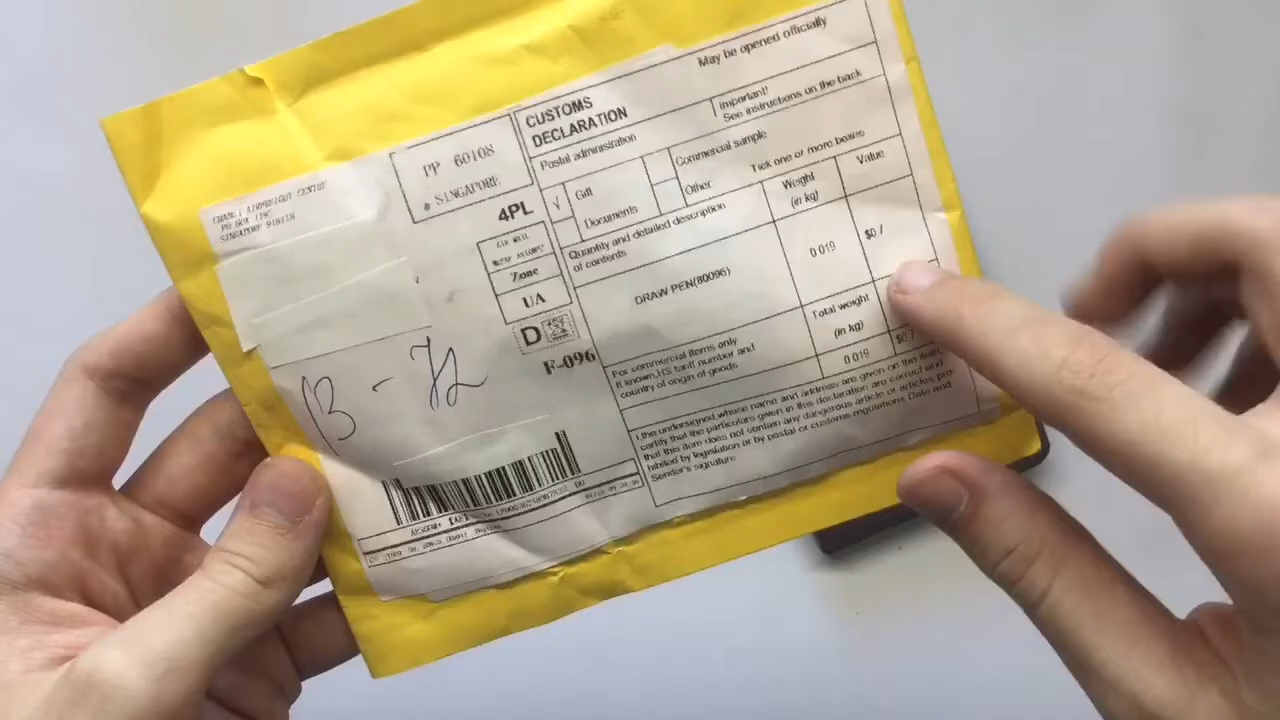 PO BOX
PP 60108
SINGAPORE
4PL
Zone
UA
D
F-096
B - 72
CUSTOMS
DECLARATION
May be opened officially
Important!
See instructions on the back
Postal administration
√
Gift
Commercial sample
Documents
Other
Tick one or more boxes
Quantity and detailed description
of contents
Weight
(in kg)
Value
DRAW PEN(80096)
0.019
$0 /
For commercial items only
If known,HS tariff number and
country of origin of goods
Total weight
(in kg)
0.019
$0
I,the undersigned,whose name and address are given on the item,
certify that the particulars given in this declaration are correct and
that this item does not contain any dangerous article or articles pro-
hibited by legislation or by postal or customs regulations Date and
Sender's signature